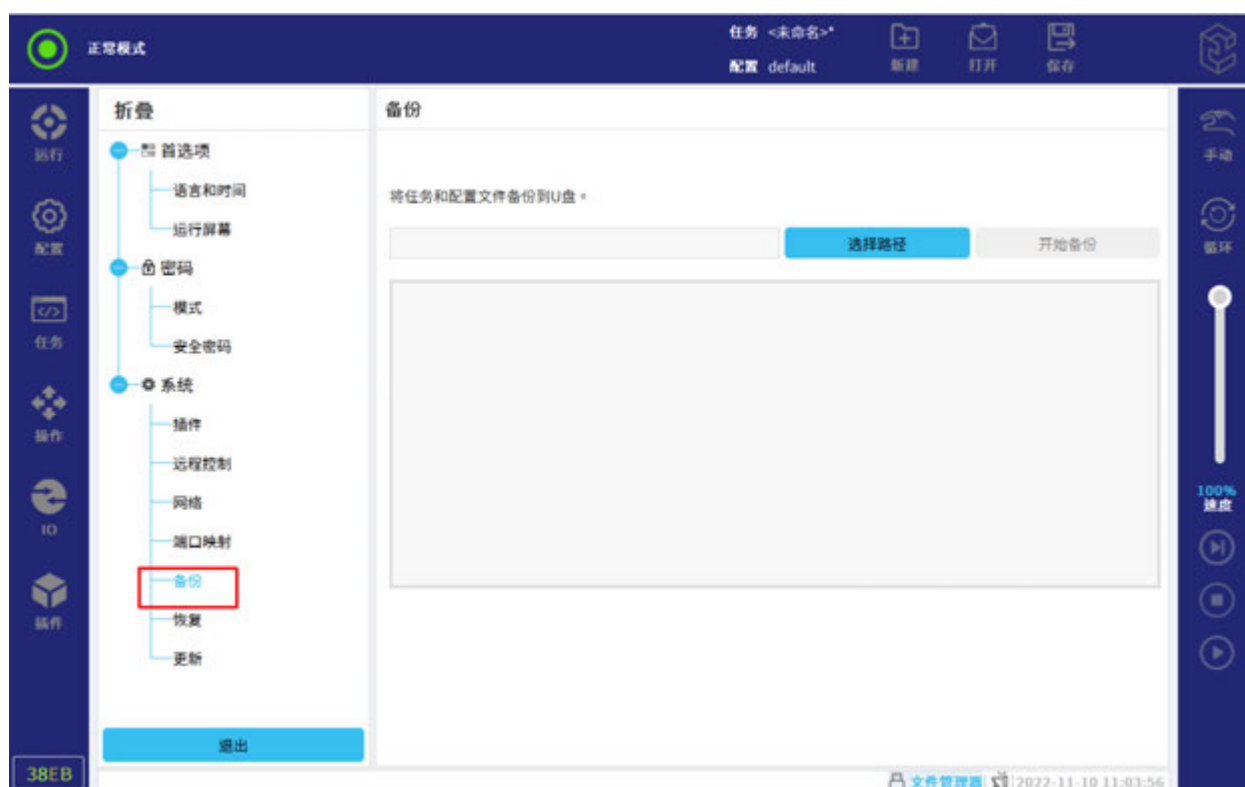 正常模式
任务 <未命名>*
配置 default
新建
打开
保存
运行
配置
任务
操作
IO
插件
38EB
折叠
首选项
语言和时间
运行屏幕
密码
模式
安全密码
系统
插件
远程控制
网络
端口映射
备份
恢复
更新
退出
备份
将任务和配置文件备份到U盘。
选择路径
开始备份
手动
循环
100%
速度
文件管理器
2022-11-10 11:03:56